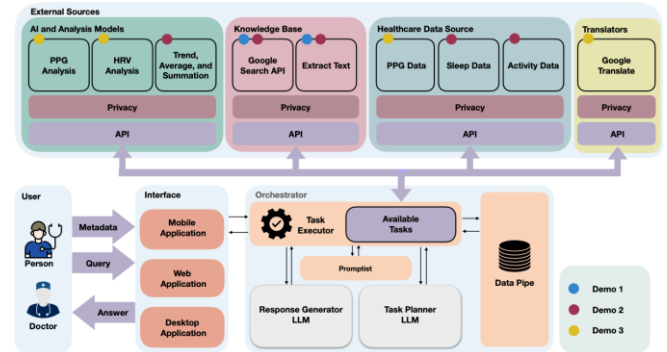 External Sources
AI and Analysis Models
PPG
Analysis
HRV
Analysis
Trend,
Average, and
Summation
Privacy
API
Knowledge Base
Google
Search API
Extract Text
Privacy
API
Healthcare Data Source
PPG Data
Sleep Data
Activity Data
Privacy
API
Translators
Google
Translate
Privacy
API
User
Person
Doctor
Metadata
Query
Answer
Interface
Mobile
Application
Web
Application
Desktop
Application
Orchestrator
Task
Executor
Available
Tasks
Promptist
Response Generator
LLM
Task Planner
LLM
Data Pipe
Demo 1
Demo 2
Demo 3